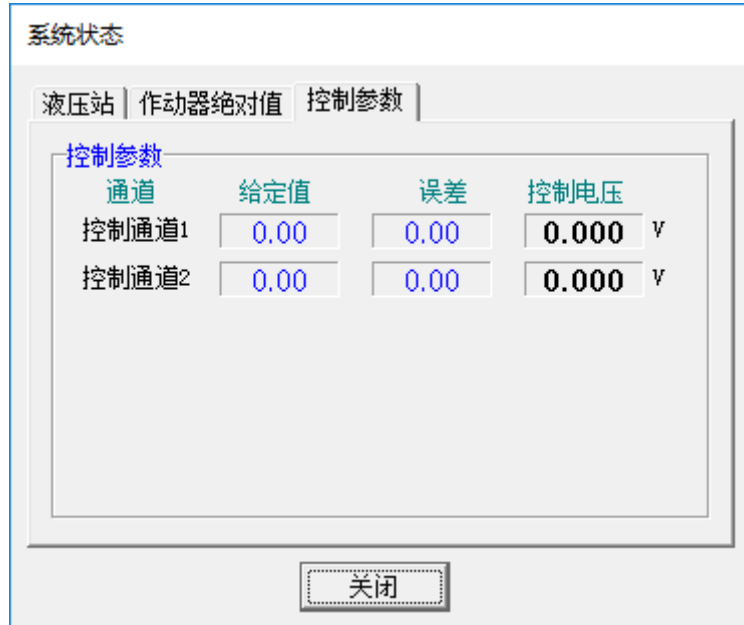 系统状态
液压站 作动器绝对值 控制参数
控制参数
通道 给定值 误差 控制电压
控制通道1 0.00 0.00 0.000 V
控制通道2 0.00 0.00 0.000 V
关闭